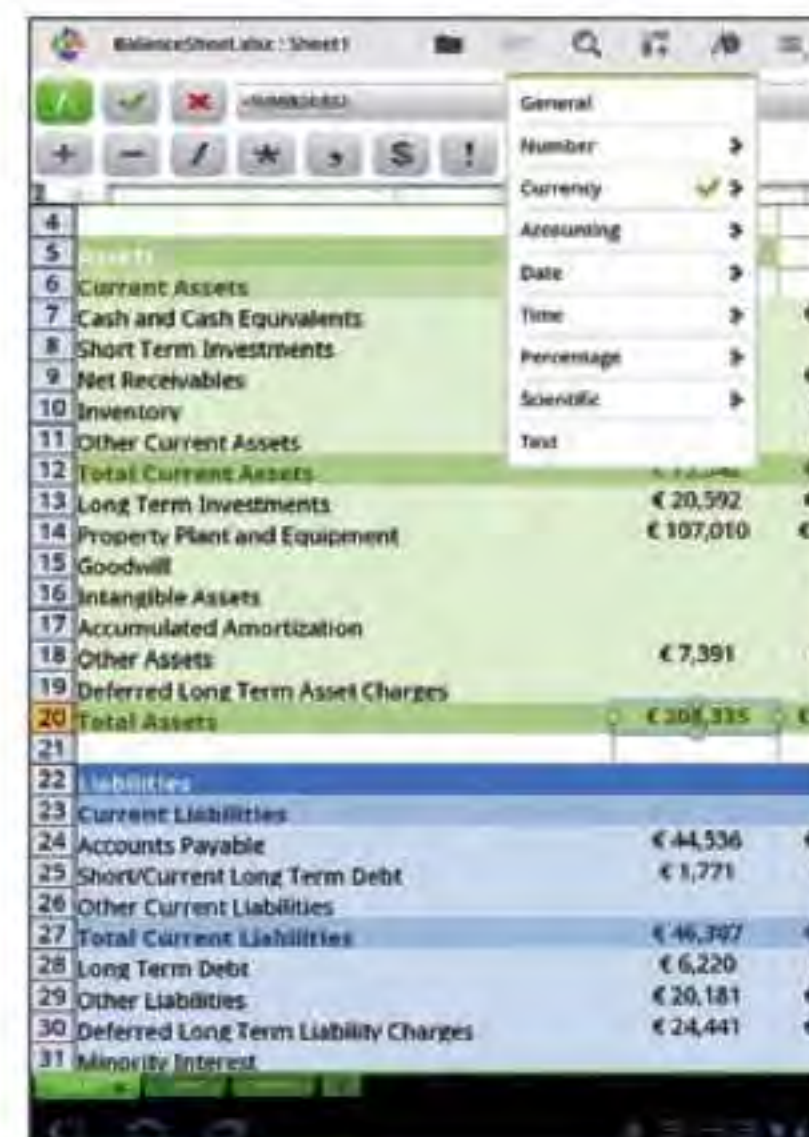 BalanceSheet.xlsx : Sheet1
+ - / * , $ !
General
Number
Currency
Accounting
Date
Time
Percentage
Scientific
Text
4
5 Assets
6 Current Assets
7 Cash and Cash Equivalents
8 Short Term Investments
9 Net Receivables
10 Inventory
11 Other Current Assets
12 Total Current Assets
13 Long Term Investments € 20,592
14 Property Plant and Equipment € 107,010
15 Goodwill
16 Intangible Assets
17 Accumulated Amortization
18 Other Assets € 7,391
19 Deferred Long Term Asset Charges
20 Total Assets
21
22 Liabilities
23 Current Liabilities
24 Accounts Payable € 44,536
25 Short/Current Long Term Debt € 1,771
26 Other Current Liabilities
27 Total Current Liabilities
28 Long Term Debt € 6,220
29 Other Liabilities € 20,181
30 Deferred Long Term Liability Charges € 24,441
31 Minority Interest